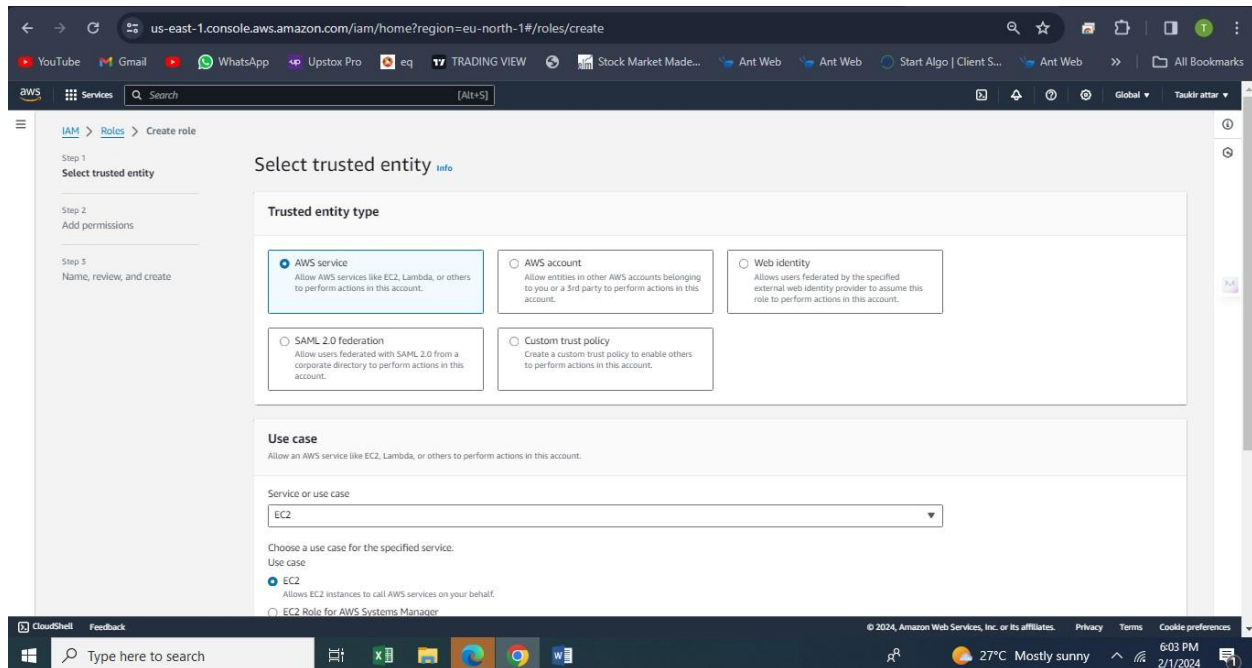 us-east-1.console.aws.amazon.com/iam/home?region=eu-north-1#/roles/create
T
YouTube Gmail WhatsApp up Upstox Pro eq TRADING VIEW Stock Market Made... Ant Web Ant Web Start Algo | Client S... Ant Web » All Bookmarks
aws Services Search [Alt+S] Global Taukir attar
IAM > Roles > Create role
Step 1
Select trusted entity
Step 2
Add permissions
Step 3
Name, review, and create
Select trusted entity Info
Trusted entity type
AWS service
Allow AWS services like EC2, Lambda, or others
to perform actions in this account.
AWS account
Allow entities in other AWS accounts belonging
to you or a 3rd party to perform actions in this
account.
Web identity
Allows users federated by the specified
external web identity provider to assume this
role to perform actions in this account.
SAML 2.0 federation
Allow users federated with SAML 2.0 from a
corporate directory to perform actions in this
account.
Custom trust policy
Create a custom trust policy to enable others
to perform actions in this account.
Use case
Allow an AWS service like EC2, Lambda, or others to perform actions in this account.
Service or use case
EC2
Choose a use case for the specified service.
Use case
EC2
Allows EC2 instances to call AWS services on your behalf.
EC2 Role for AWS Systems Manager
CloudShell Feedback © 2024, Amazon Web Services, Inc. or its affiliates. Privacy Terms Cookie preferences
Type here to search 27°C Mostly sunny 6:03 PM
2/1/2024